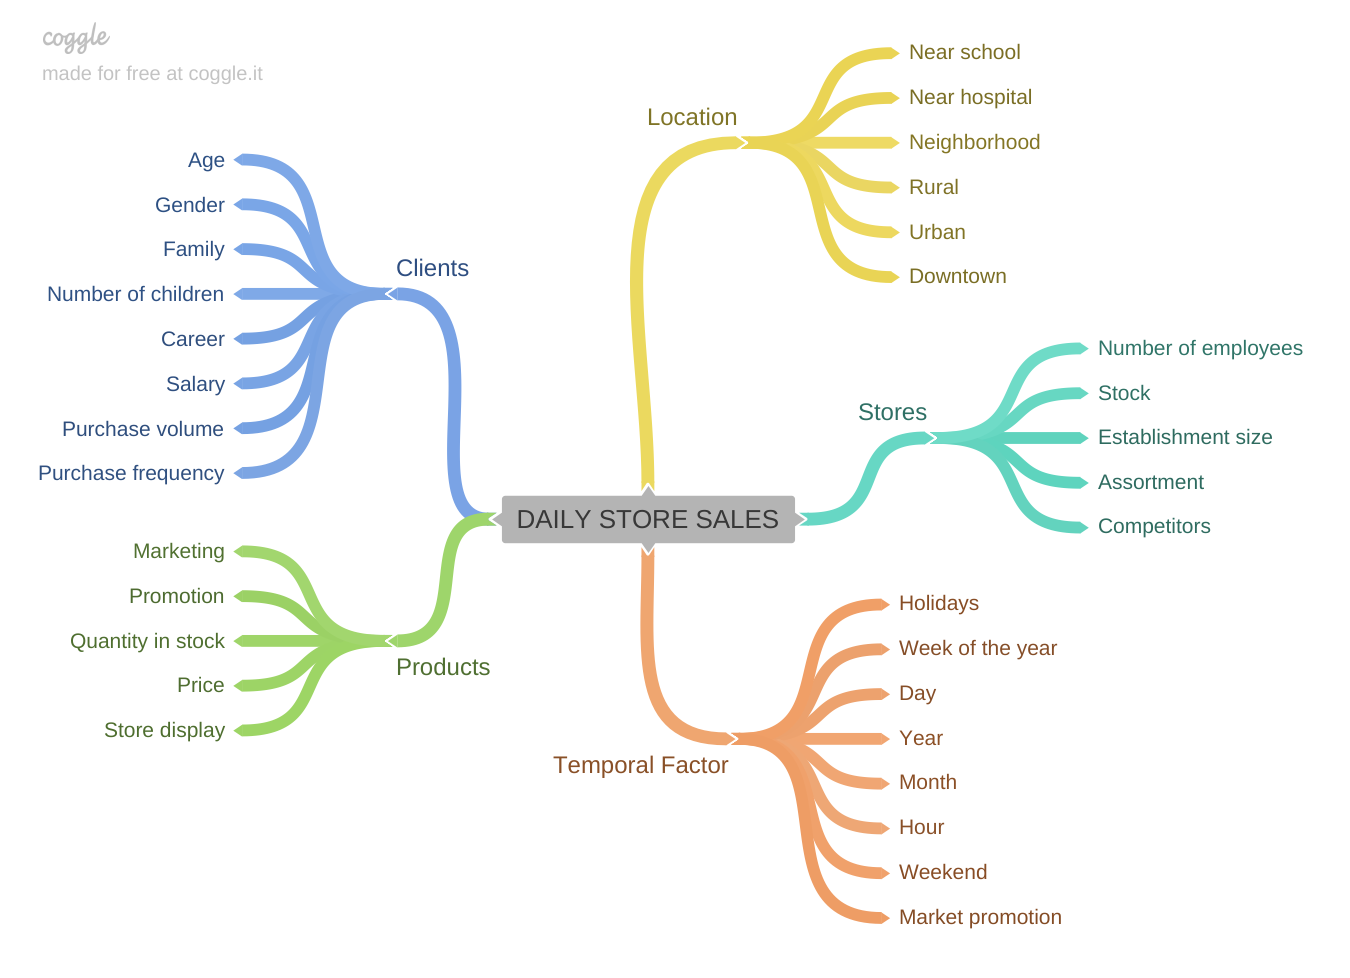 coggle
made for free at coggle.it
Clients
Age
Gender
Family
Number of children
Career
Salary
Purchase volume
Purchase frequency
Products
Marketing
Promotion
Quantity in stock
Price
Store display
DAILY STORE SALES
Location
Near school
Near hospital
Neighborhood
Rural
Urban
Downtown
Stores
Number of employees
Stock
Establishment size
Assortment
Competitors
Temporal Factor
Holidays
Week of the year
Day
Year
Month
Hour
Weekend
Market promotion